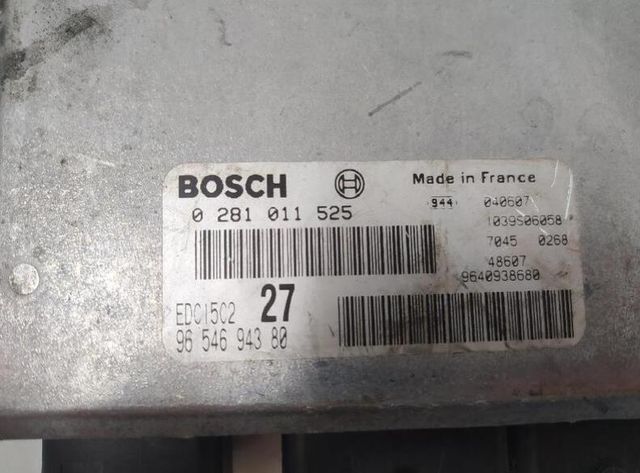 BOSCH
Made in France
0 281 011 525
944 040607
1039S06058
7045 0268
48607
9640938680
EDC15C2 27
96 546 943 80